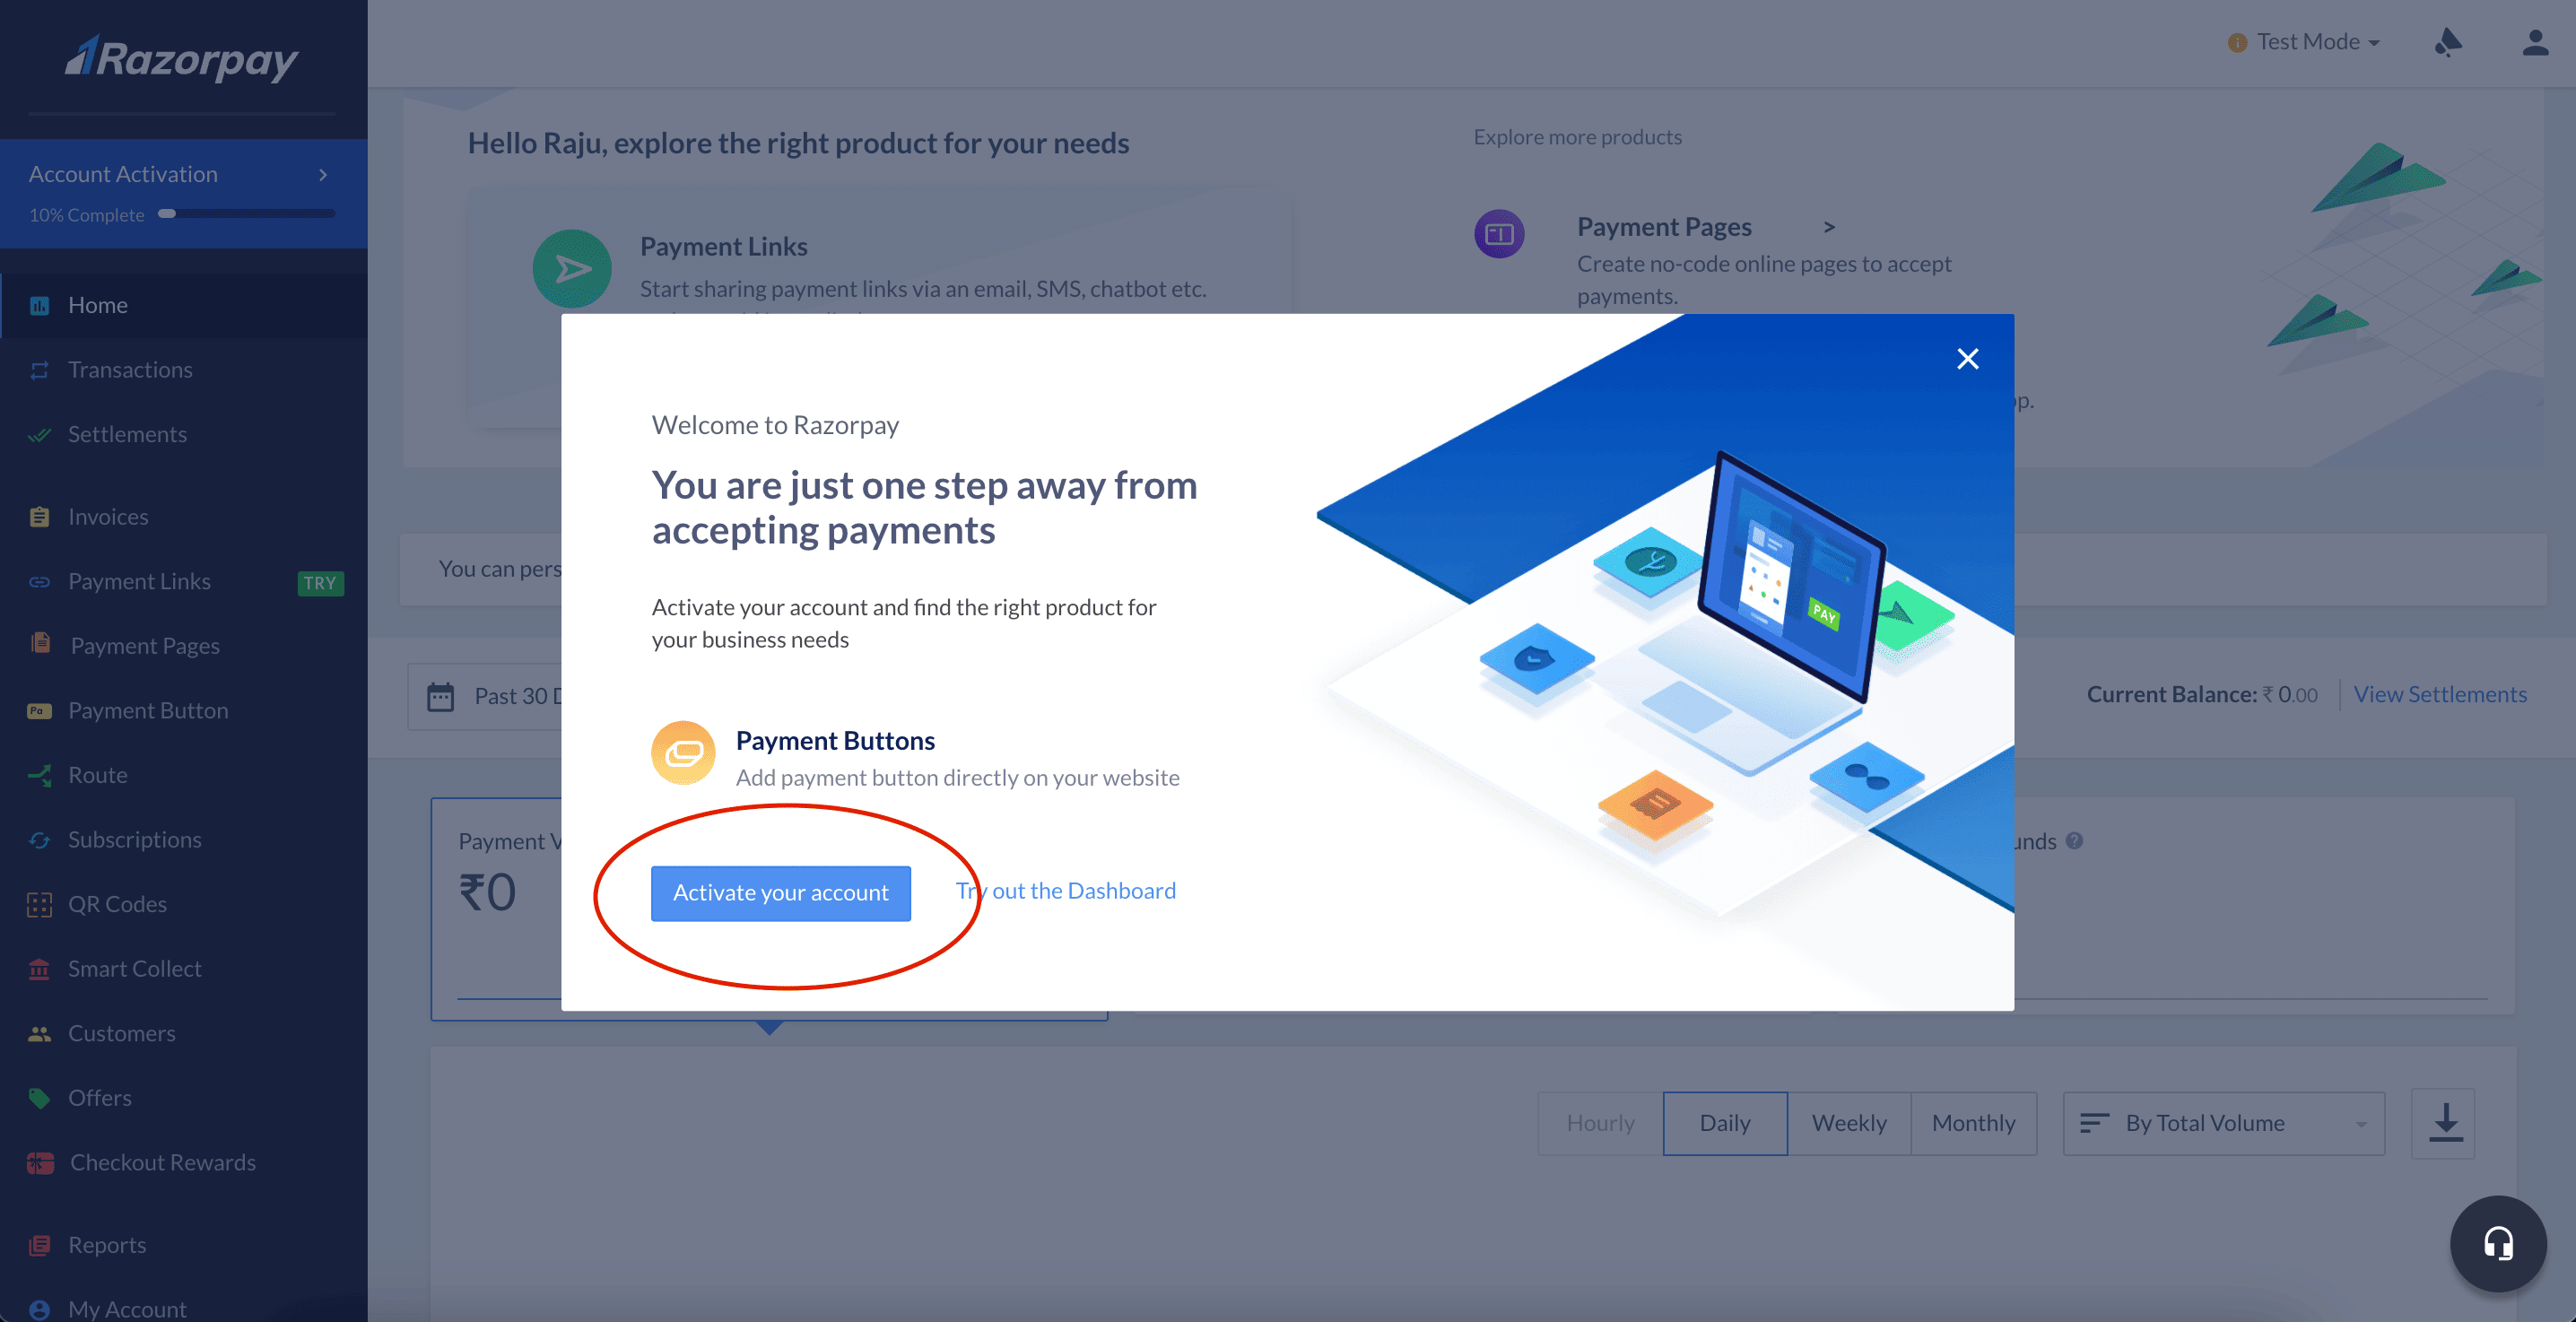 Razorpay
Account Activation
10% Complete
Home
Transactions
Settlements
Invoices
Payment Links TRY
Payment Pages
Pa Payment Button
Route
Subscriptions
QR Codes
Smart Collect
Customers
Offers
Checkout Rewards
Reports
My Account
Test Mode
Hello Raju, explore the right product for your needs
Payment Links
Start sharing payment links via an email, SMS, chatbot etc.
Explore more products
Payment Pages >
Create no-code online pages to accept
payments.
You can pers
Past 30 D
Current Balance: ₹ 0.00 View Settlements
Payment V
₹0
unds ?
Welcome to Razorpay
You are just one step away from
accepting payments
Activate your account and find the right product for
your business needs
Payment Buttons
Add payment button directly on your website
Activate your account Try out the Dashboard
PAY
Hourly Daily Weekly Monthly By Total Volume